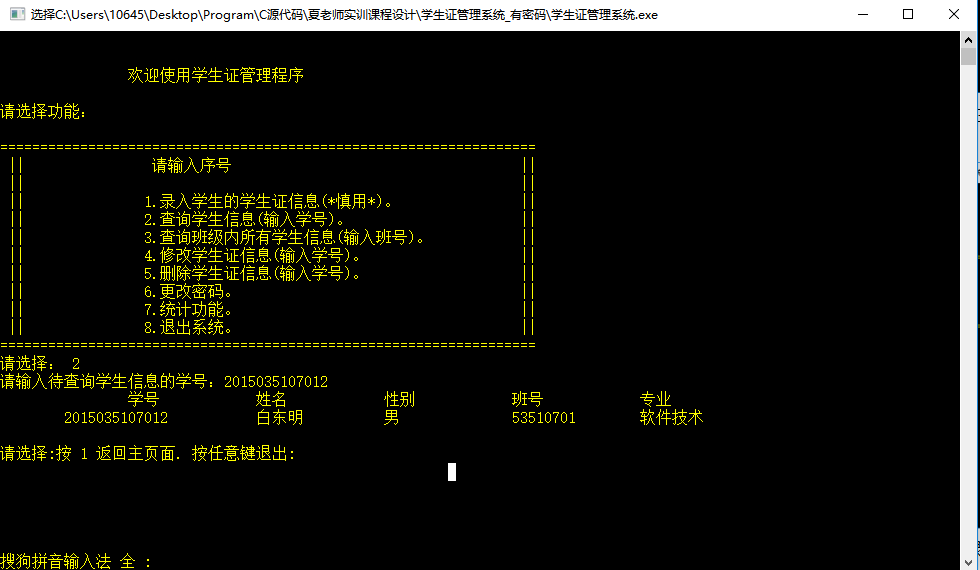 选择C:\Users\10645\Desktop\Program\C源代码\夏老师实训课程设计\学生证管理系统_有密码\学生证管理系统.exe
欢迎使用学生证管理程序
请选择功能：
===================================================================
|| 请输入序号 ||
|| ||
|| 1.录入学生的学生证信息(*慎用*)。 ||
|| 2.查询学生信息(输入学号)。 ||
|| 3.查询班级内所有学生信息(输入班号)。 ||
|| 4.修改学生证信息(输入学号)。 ||
|| 5.删除学生证信息(输入学号)。 ||
|| 6.更改密码。 ||
|| 7.统计功能。 ||
|| 8.退出系统。 ||
===================================================================
请选择： 2
请输入待查询学生信息的学号：2015035107012
学号 姓名 性别 班号 专业
2015035107012 白东明 男 53510701 软件技术
请选择:按 1 返回主页面. 按任意键退出:
搜狗拼音输入法 全 :